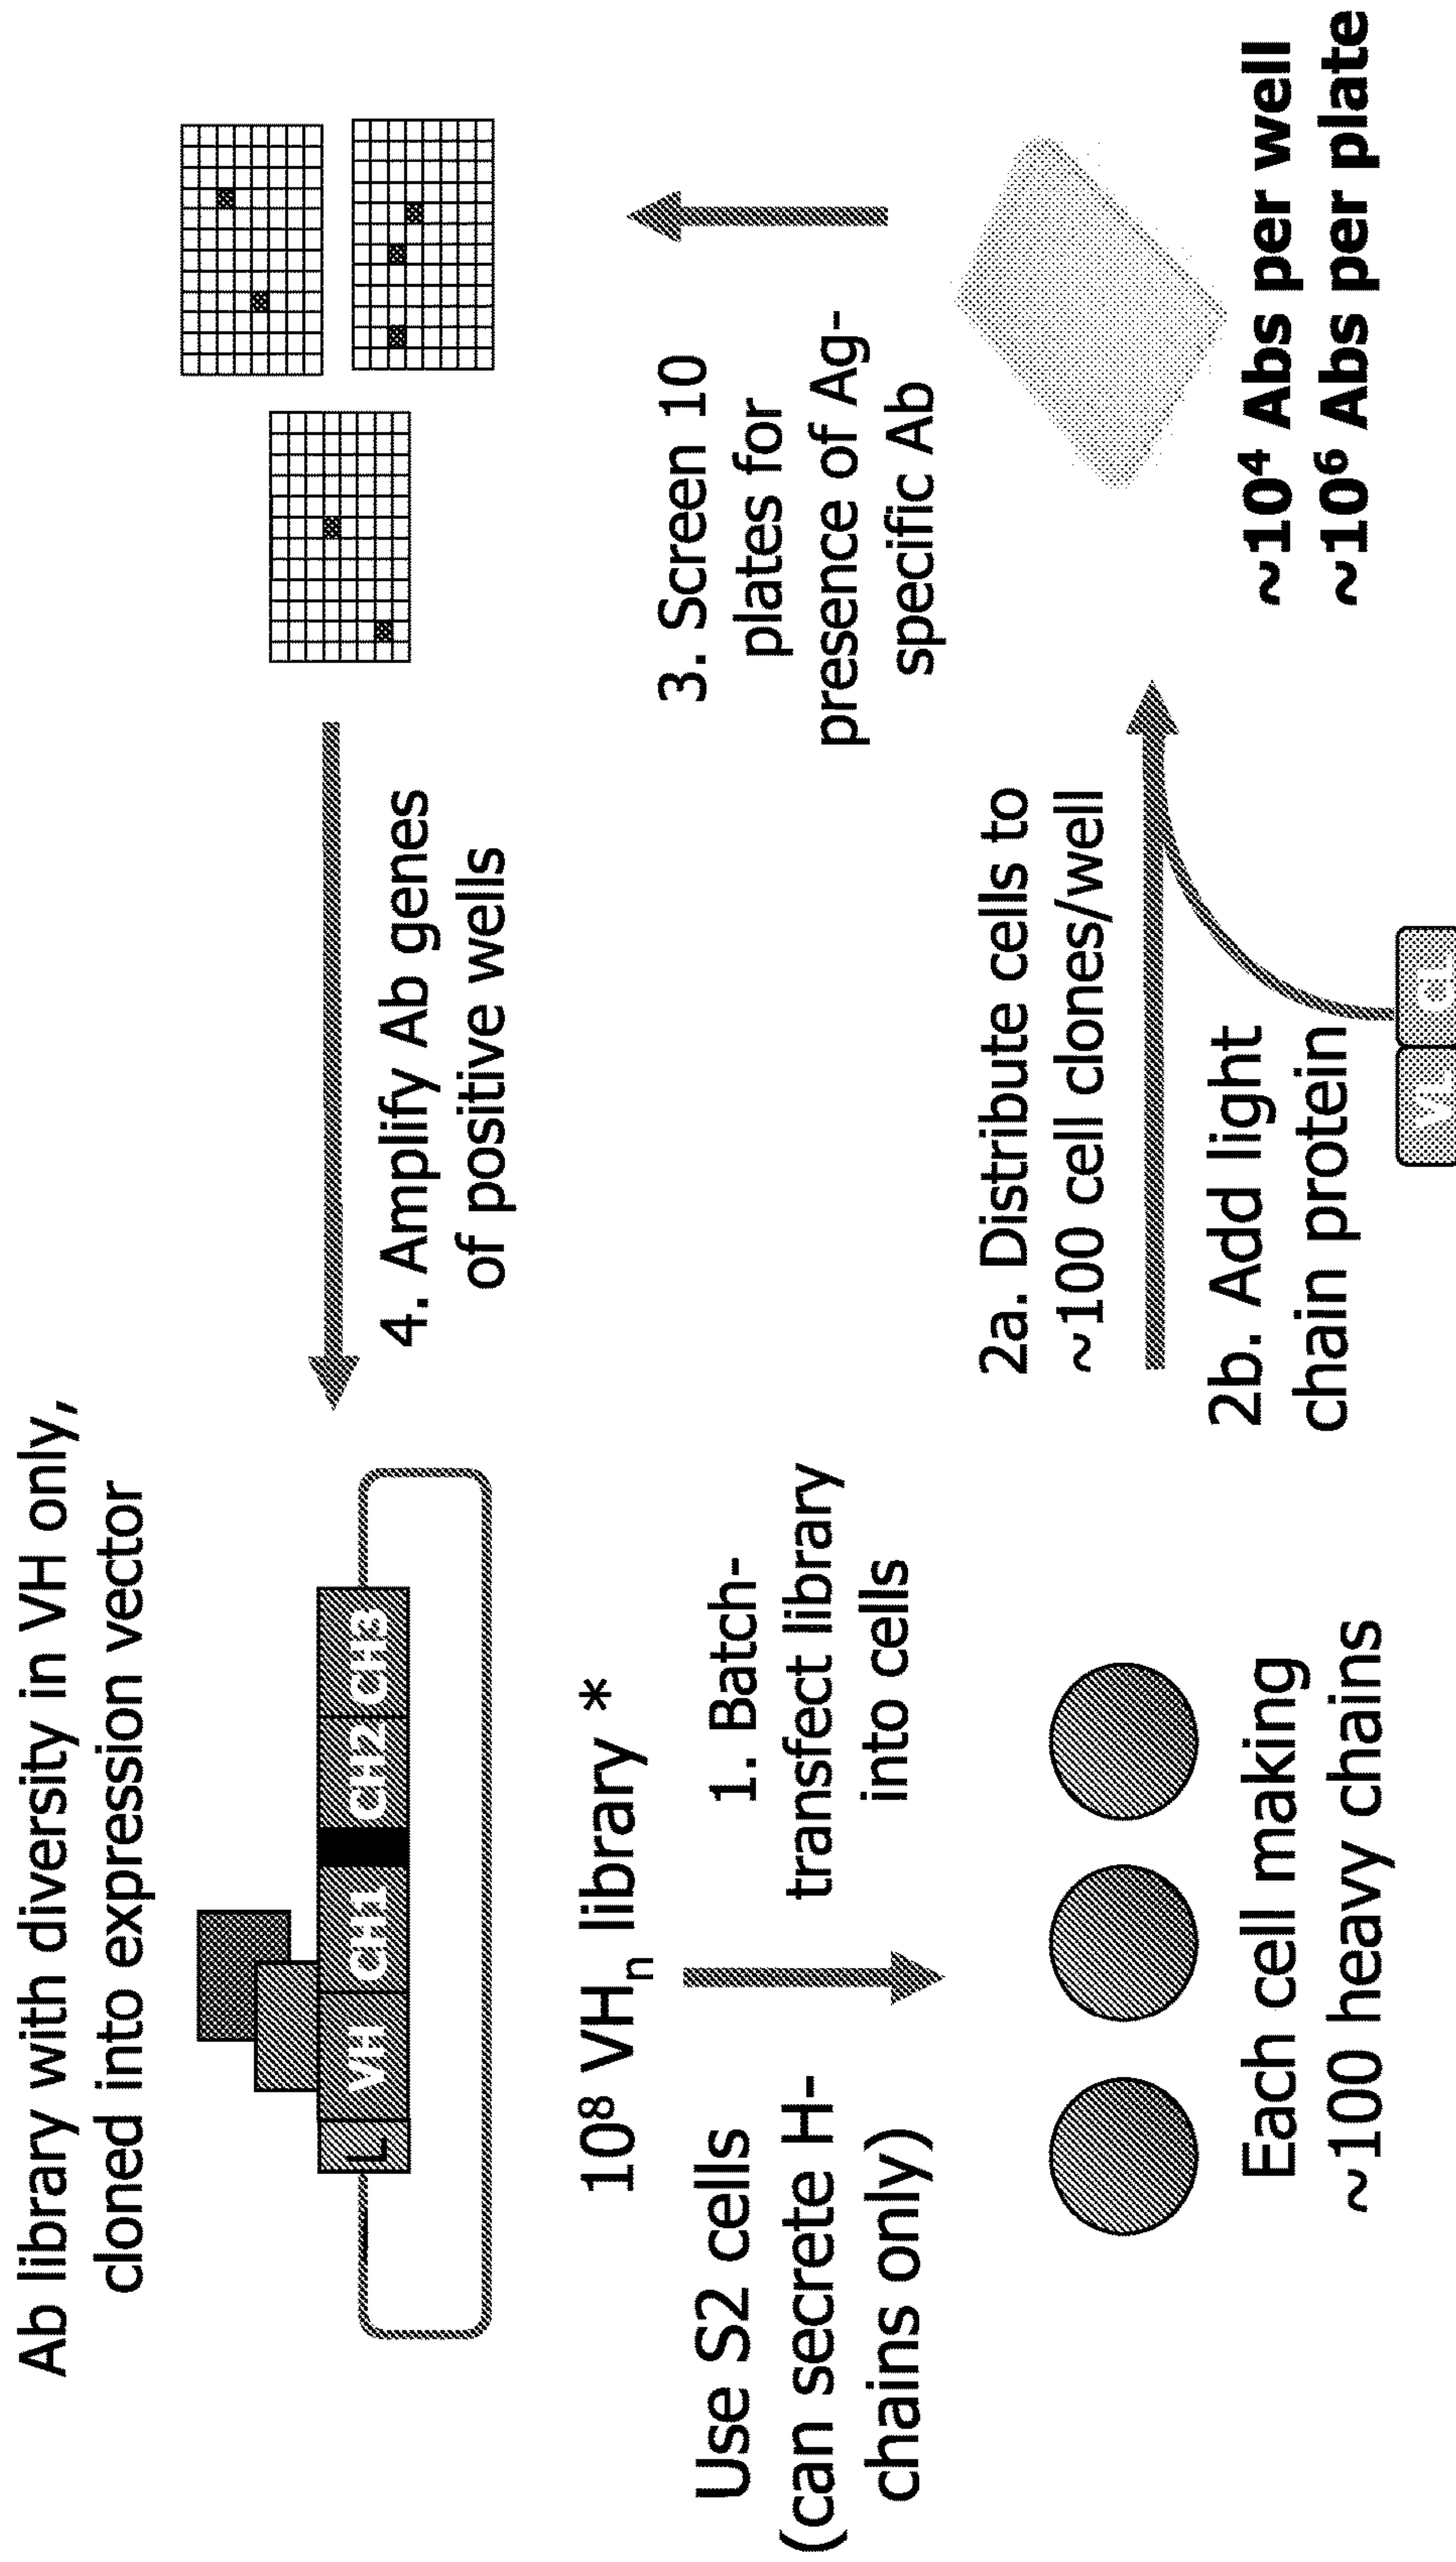 Ab library with diversity in VH only,
cloned into expression vector
L VH CH1 CH2 CH3
10⁸ VHₙ library *
Use S2 cells
(can secrete H-
chains only)
1. Batch-
transfect library
into cells
Each cell making
~100 heavy chains
2a. Distribute cells to
~100 cell clones/well
2b. Add light
chain protein
VL CL
~10⁴ Abs per well
~10⁶ Abs per plate
3. Screen 10
plates for
presence of Ag-
specific Ab
4. Amplify Ab genes
of positive wells